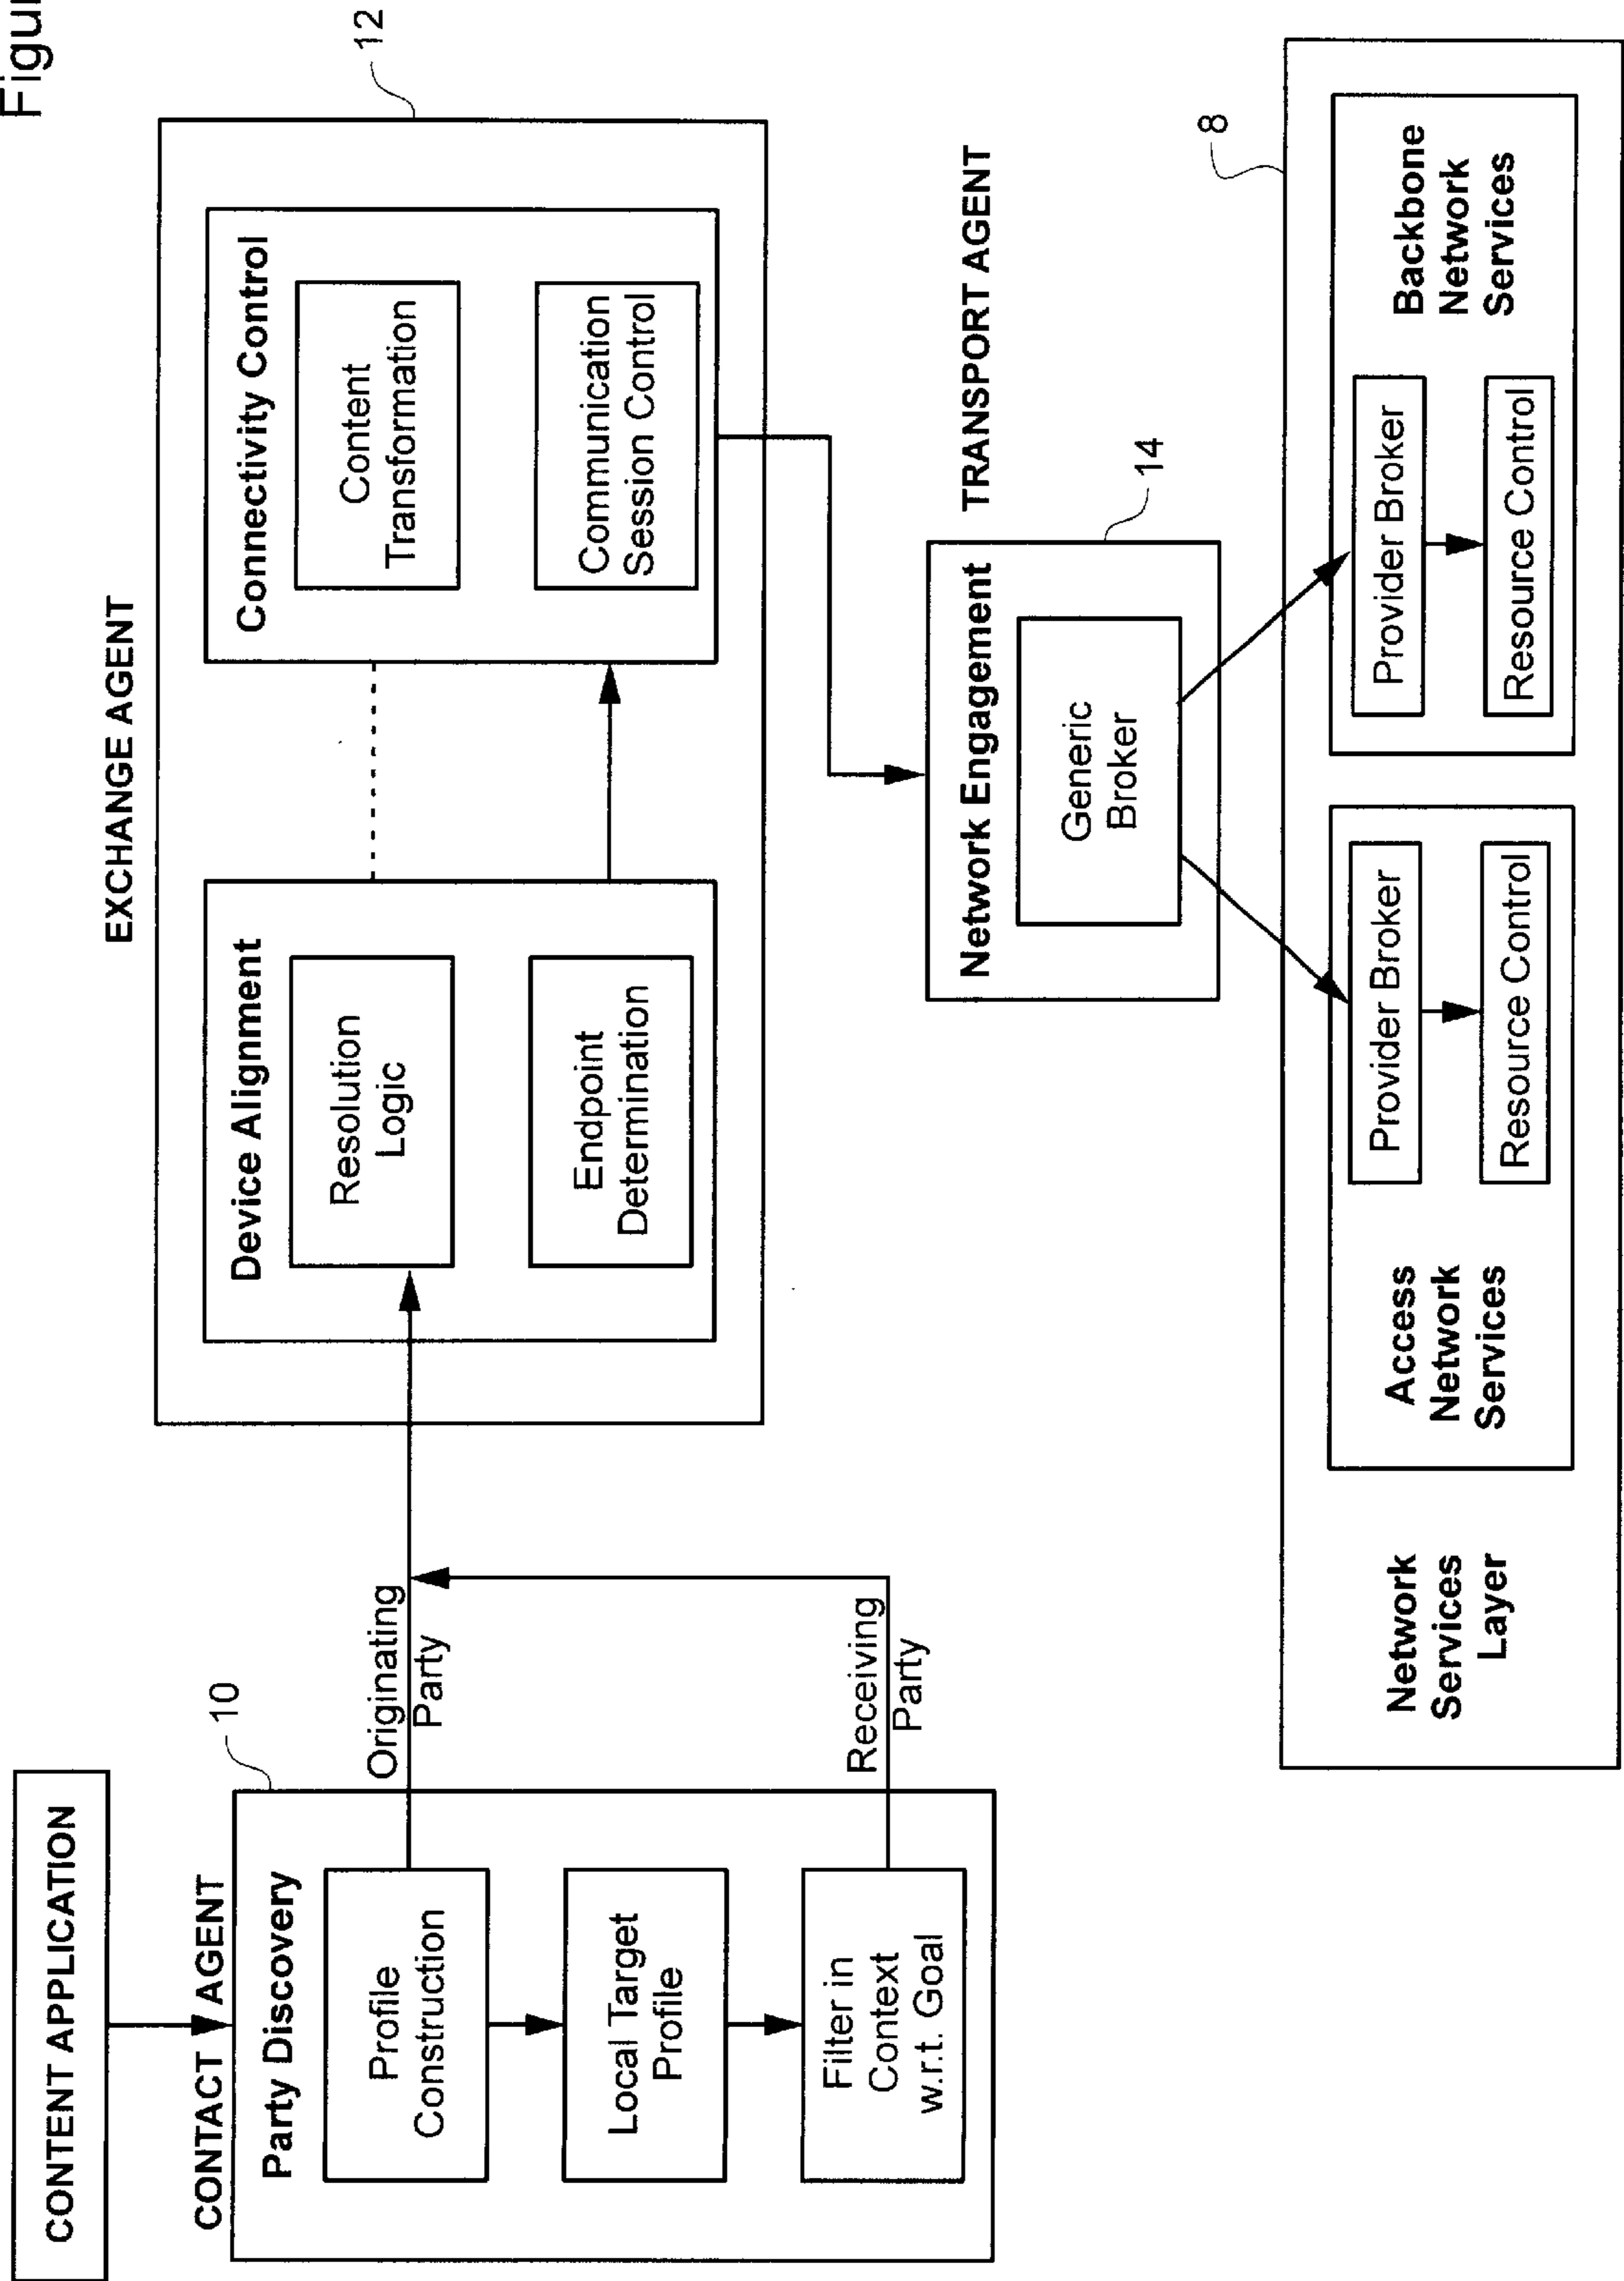 Figur
CONTENT APPLICATION
CONTACT AGENT
10
Party Discovery
Profile
Construction
Local Target
Profile
Filter in
Context
w.r.t. Goal
Originating
Party
Receiving
Party
EXCHANGE AGENT
12
Device Alignment
Resolution
Logic
Endpoint
Determination
Connectivity Control
Content
Transformation
Communication
Session Control
TRANSPORT AGENT
14
Network Engagement
Generic
Broker
8
Network
Services
Layer
Access
Network
Services
Provider Broker
Resource Control
Backbone
Network
Services
Provider Broker
Resource Control